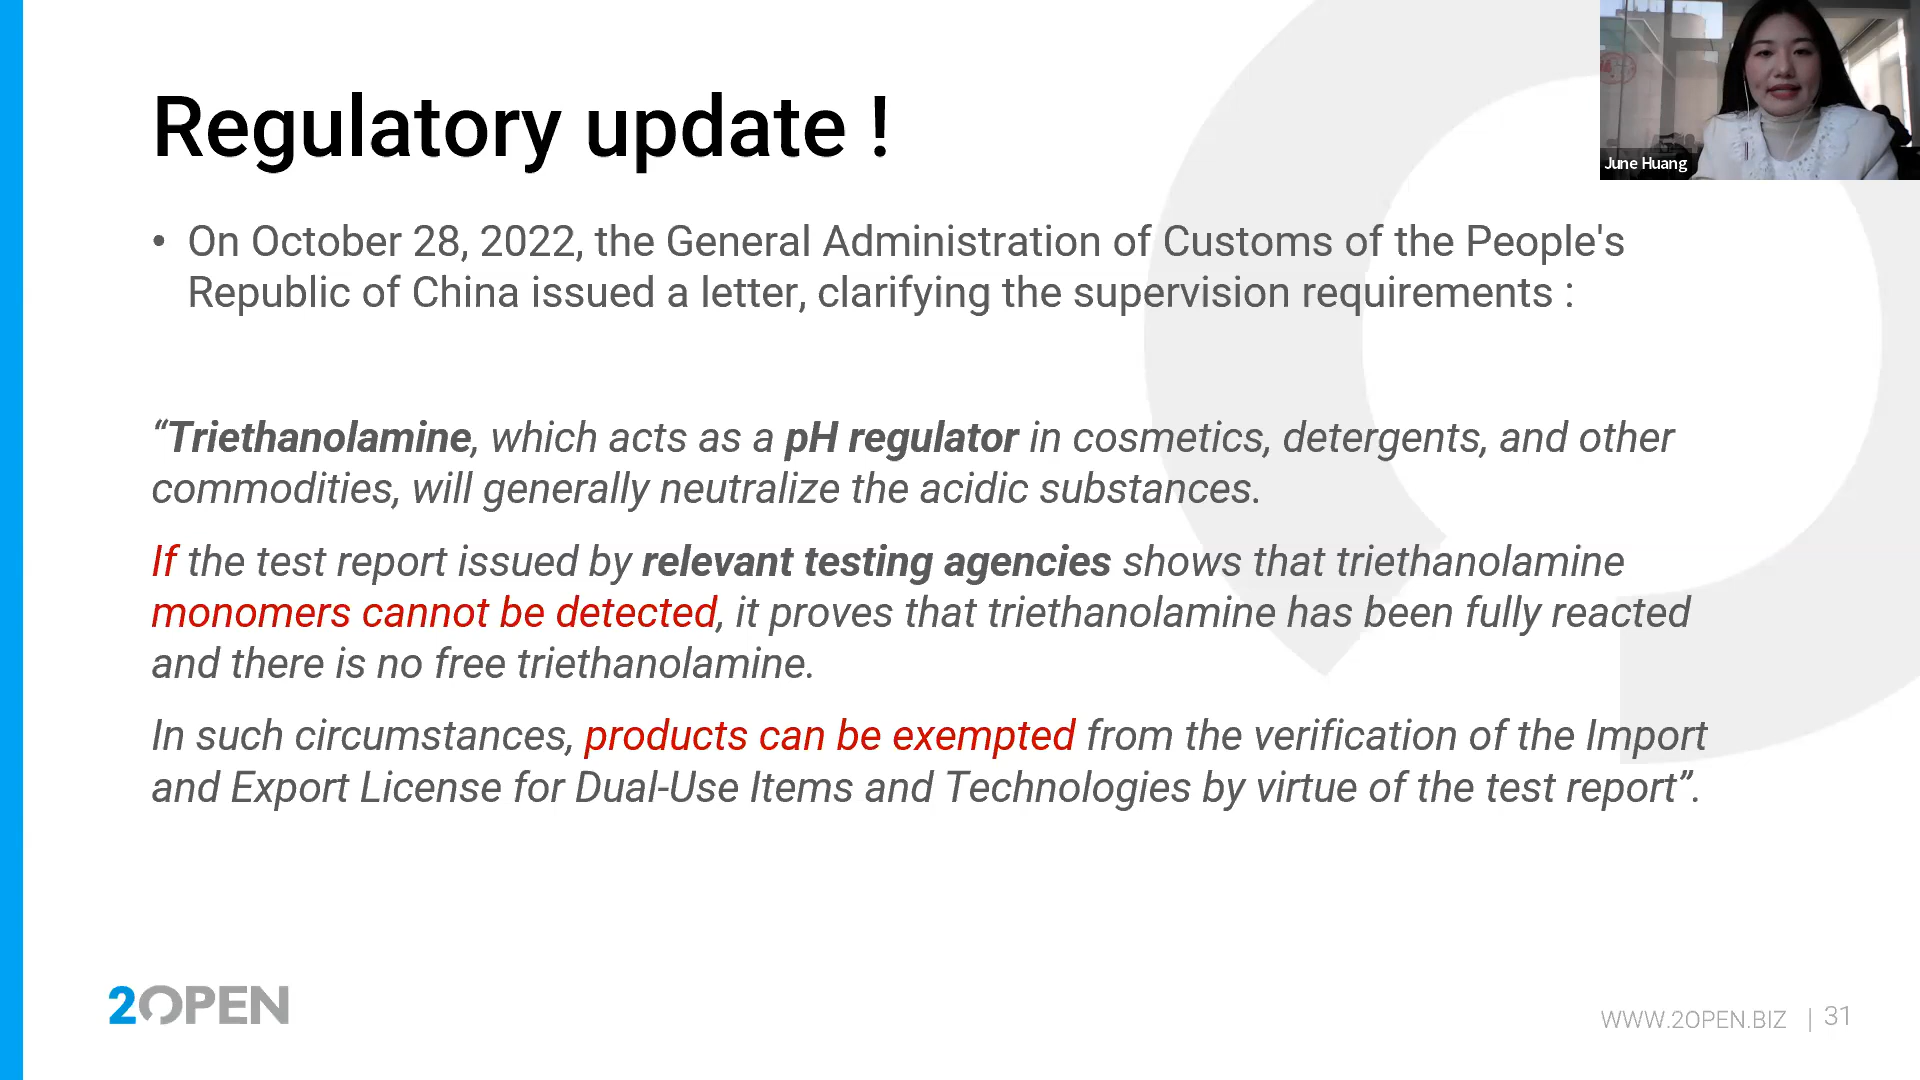 Regulatory update !
June Huang
• On October 28, 2022, the General Administration of Customs of the People's
Republic of China issued a letter, clarifying the supervision requirements :
“Triethanolamine, which acts as a pH regulator in cosmetics, detergents, and other
commodities, will generally neutralize the acidic substances.
If the test report issued by relevant testing agencies shows that triethanolamine
monomers cannot be detected, it proves that triethanolamine has been fully reacted
and there is no free triethanolamine.
In such circumstances, products can be exempted from the verification of the Import
and Export License for Dual-Use Items and Technologies by virtue of the test report”.
2OPEN
WWW.2OPEN.BIZ | 31